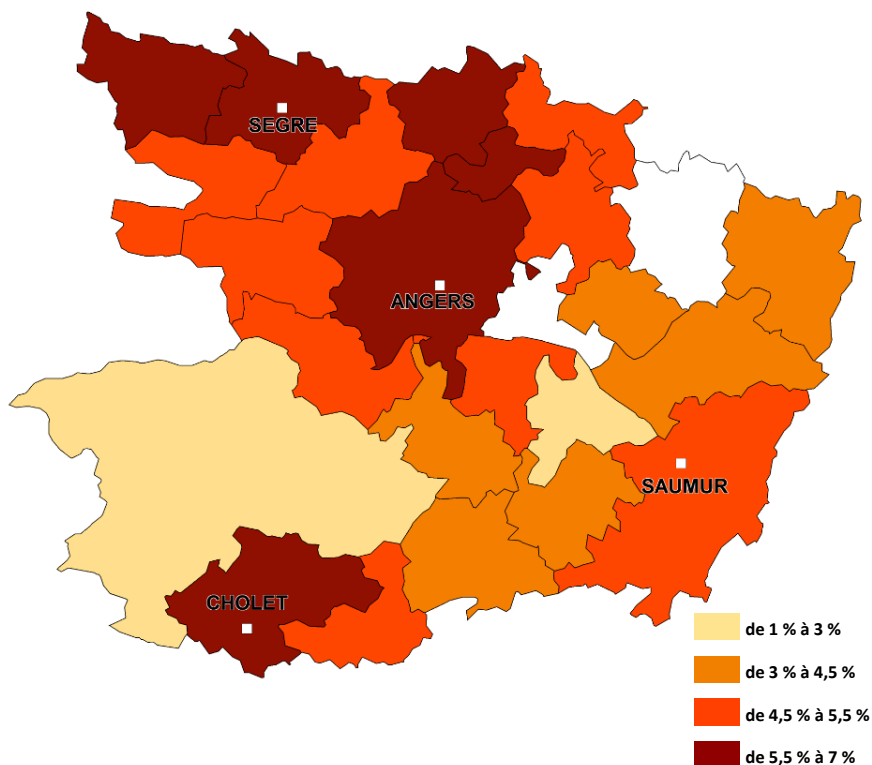 SEGRE
ANGERS
SAUMUR
CHOLET
de 1 % à 3 %
de 3 % à 4,5 %
de 4,5 % à 5,5 %
de 5,5 % à 7 %